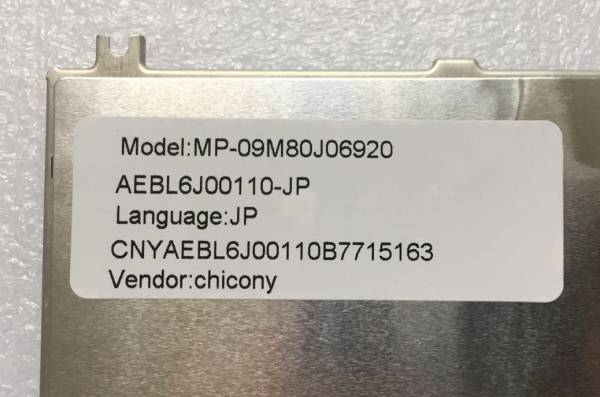 Model:MP-09M80J06920
AEBL6J00110-JP
Language:JP
CNYAEBL6J00110B7715163
Vendor:chicony